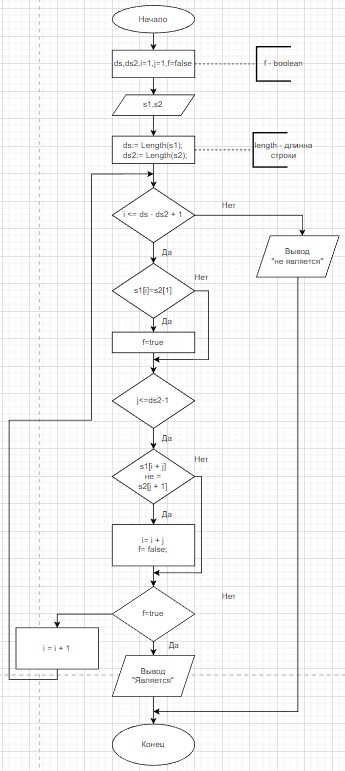 Начало
ds,ds2,i=1,j=1,f=false
f - boolean
s1,s2
ds:= Length(s1);
ds2:= Length(s2);
length - длинна
строки
i <= ds - ds2 + 1
Нет
Вывод
"не является"
Да
s1[i]=s2[1]
Нет
Да
f=true
j<=ds2-1
Да
s1[i + j]
не =
s2[j + 1]
Нет
Да
i= i + j
f= false;
f=true
Нет
Да
i = i + 1
Вывод
"Является"
Конец